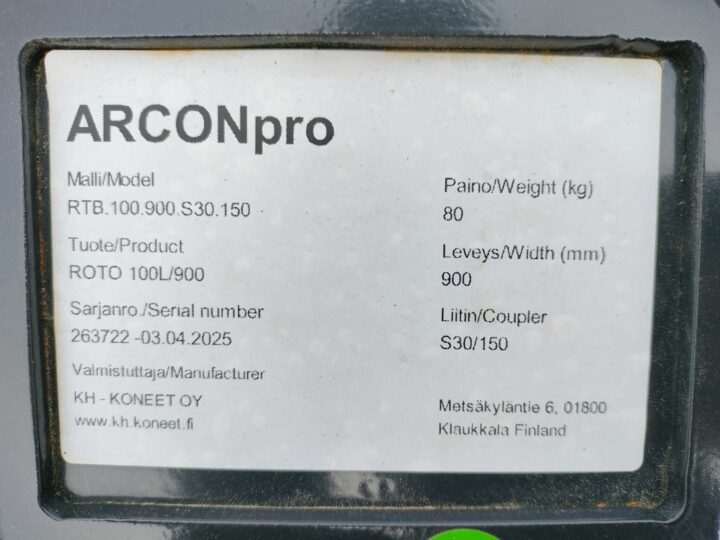 ARCONpro
Malli/Model
RTB.100.900.S30.150
Tuote/Product
ROTO 100L/900
Sarjanro./Serial number
263722 -03.04.2025
Valmistuttaja/Manufacturer
KH - KONEET OY
www.kh.koneet.fi
Paino/Weight (kg)
80
Leveys/Width (mm)
900
Liitin/Coupler
S30/150
Metsäkyläntie 6, 01800
Klaukkala Finland